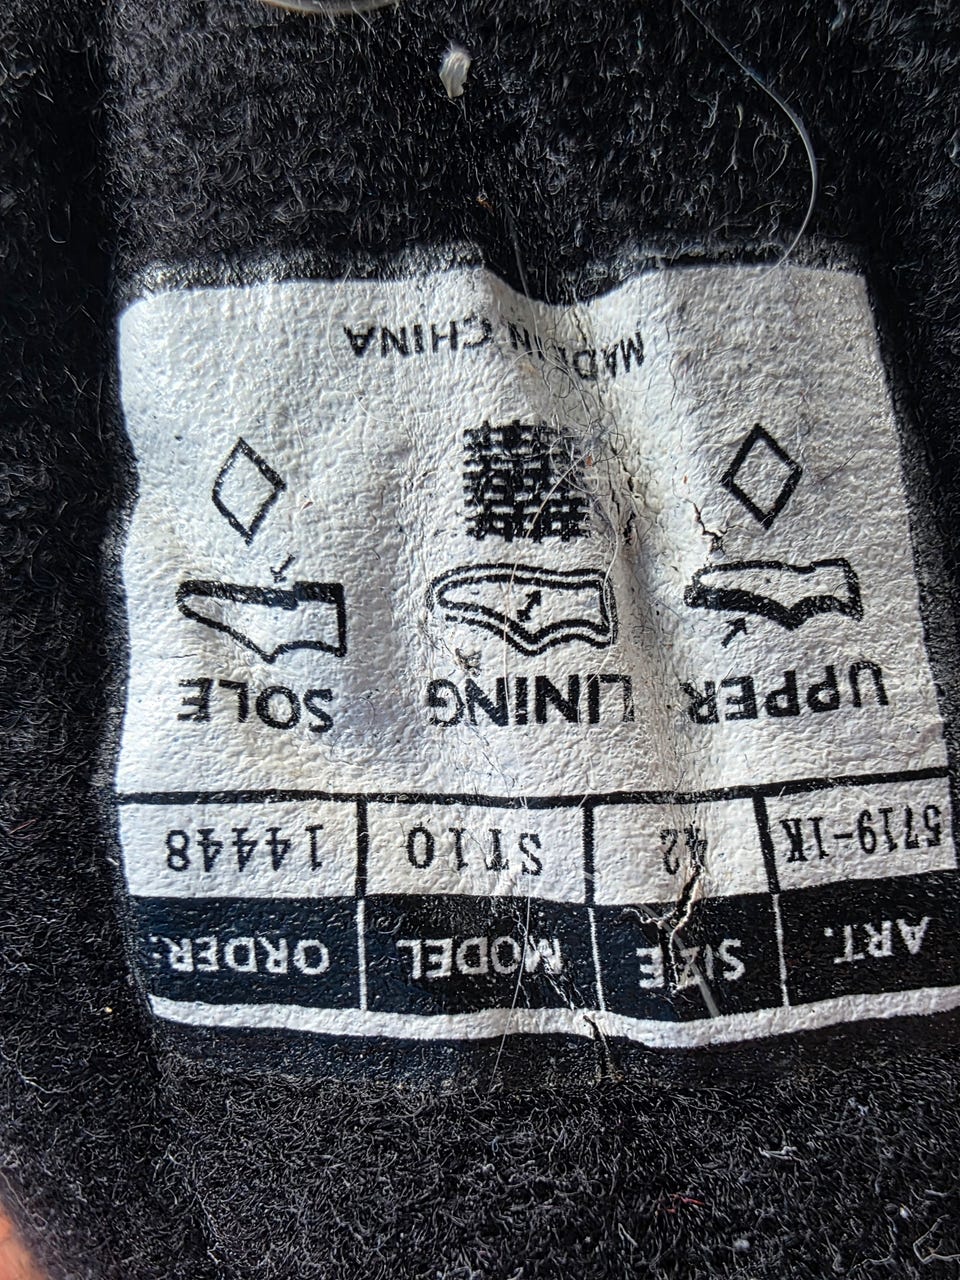 ART. SIZE MODEL ORDER:
5719-1K 42 ST10 14448
UPPER LINING SOLE
MADE IN CHINA